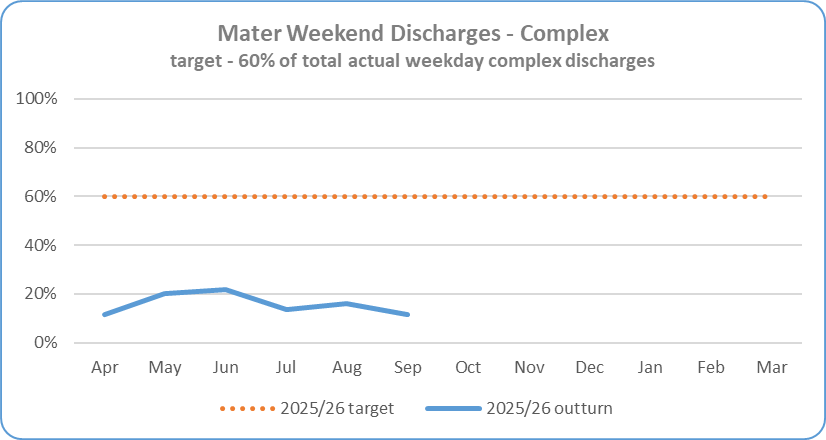 Mater Weekend Discharges - Complex
target - 60% of total actual weekday complex discharges
100%
80%
60%
40%
20%
0%
Apr May Jun Jul Aug Sep Oct Nov Dec Jan Feb Mar
2025/26 target 2025/26 outturn